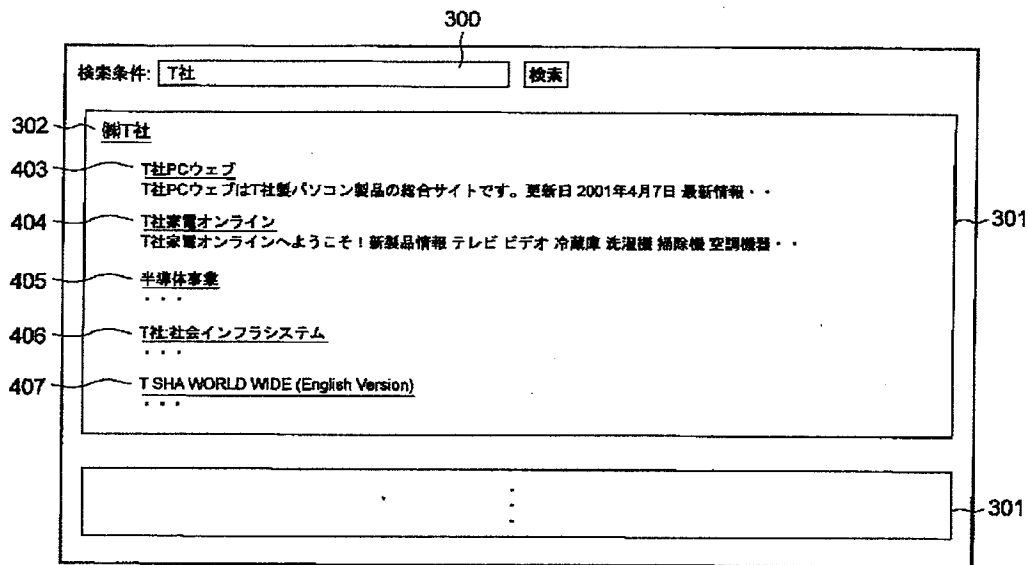 300
検索条件: T社 検索
302 ㈱T社
403 T社PCウェブ
T社PCウェブはT社製パソコン製品の総合サイトです。更新日 2001年4月7日 最新情報・・
404 T社家電オンライン
301
T社家電オンラインへようこそ！新製品情報 テレビ ビデオ 冷蔵庫 洗濯機 掃除機 空調機器・・
405 半導体事業
・・・
406 T社:社会インフラシステム
・・・
407 T SHA WORLD WIDE (English Version)
・・・
301